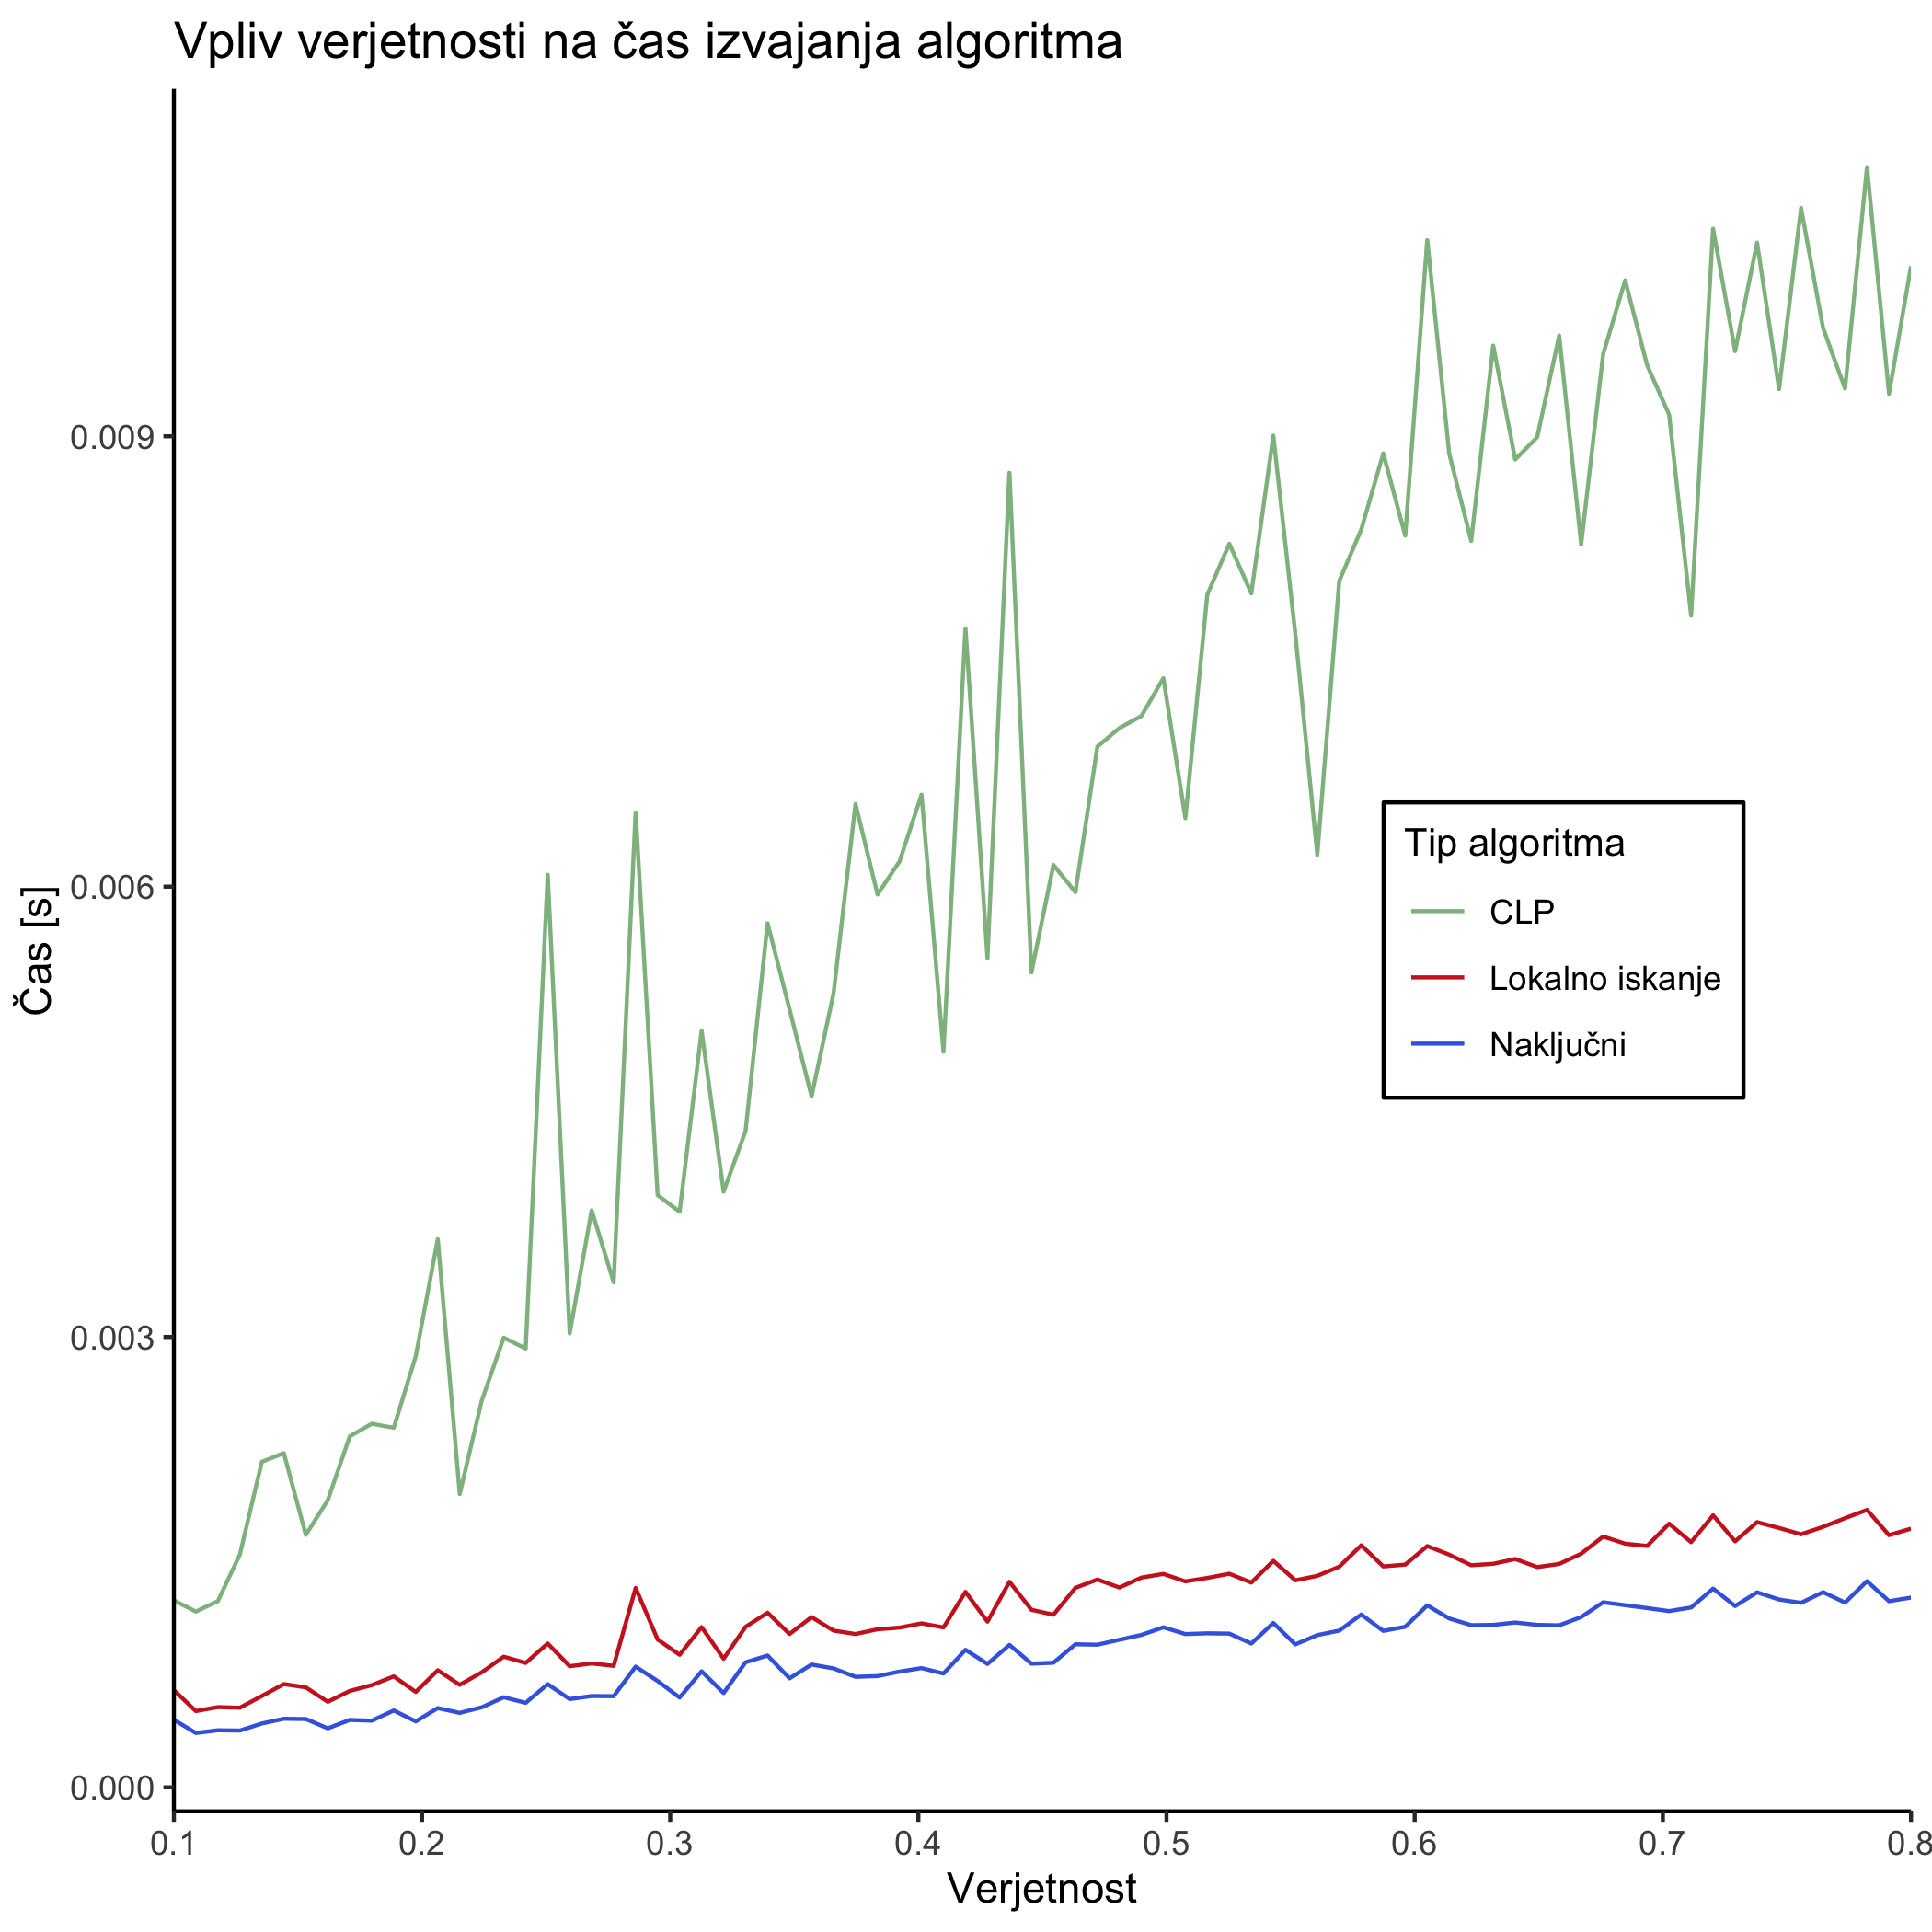 Vpliv verjetnosti na čas izvajanja algoritma
0.009
0.006
0.003
0.000
Čas [s]
Tip algoritma
CLP
Lokalno iskanje
Naključni
0.1 0.2 0.3 0.4 0.5 0.6 0.7 0.8
Verjetnost